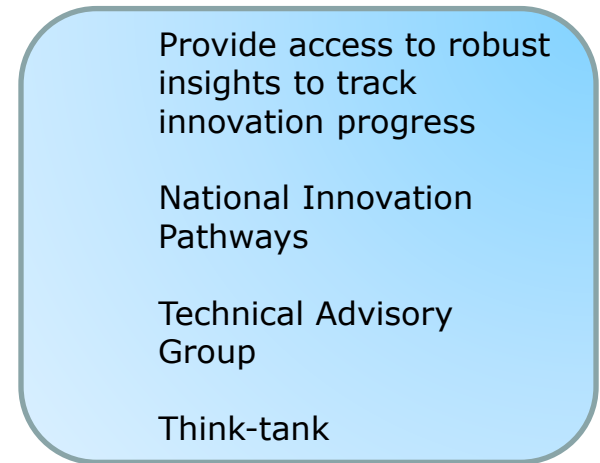 Provide access to robust
insights to track
innovation progress
National Innovation
Pathways
Technical Advisory
Group
Think-tank